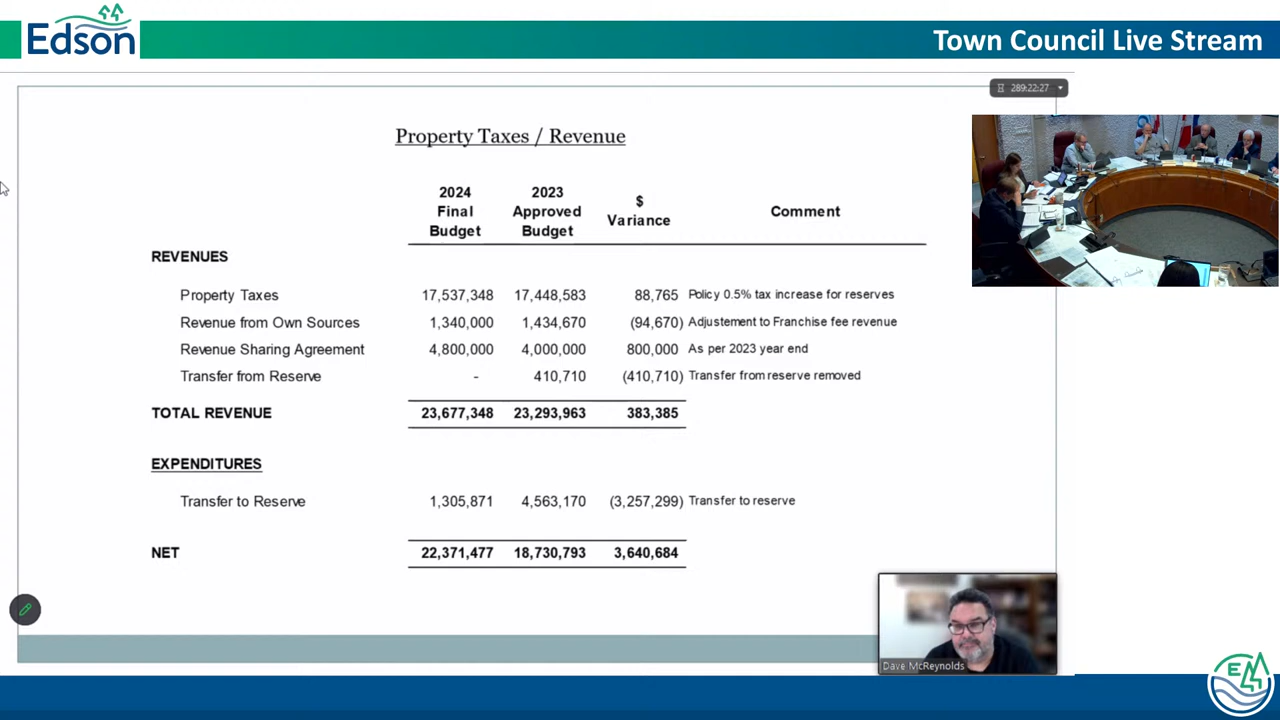 Edson
Town Council Live Stream
289:22:27
Property Taxes / Revenue
2024 Final Budget
2023 Approved Budget
$ Variance
Comment
REVENUES
Property Taxes 17,537,348 17,448,583 88,765 Policy 0.5% tax increase for reserves
Revenue from Own Sources 1,340,000 1,434,670 (94,670) Adjustement to Franchise fee revenue
Revenue Sharing Agreement 4,800,000 4,000,000 800,000 As per 2023 year end
Transfer from Reserve - 410,710 (410,710) Transfer from reserve removed
TOTAL REVENUE 23,677,348 23,293,963 383,385
EXPENDITURES
Transfer to Reserve 1,305,871 4,563,170 (3,257,299) Transfer to reserve
NET 22,371,477 18,730,793 3,640,684
Dave McReynolds